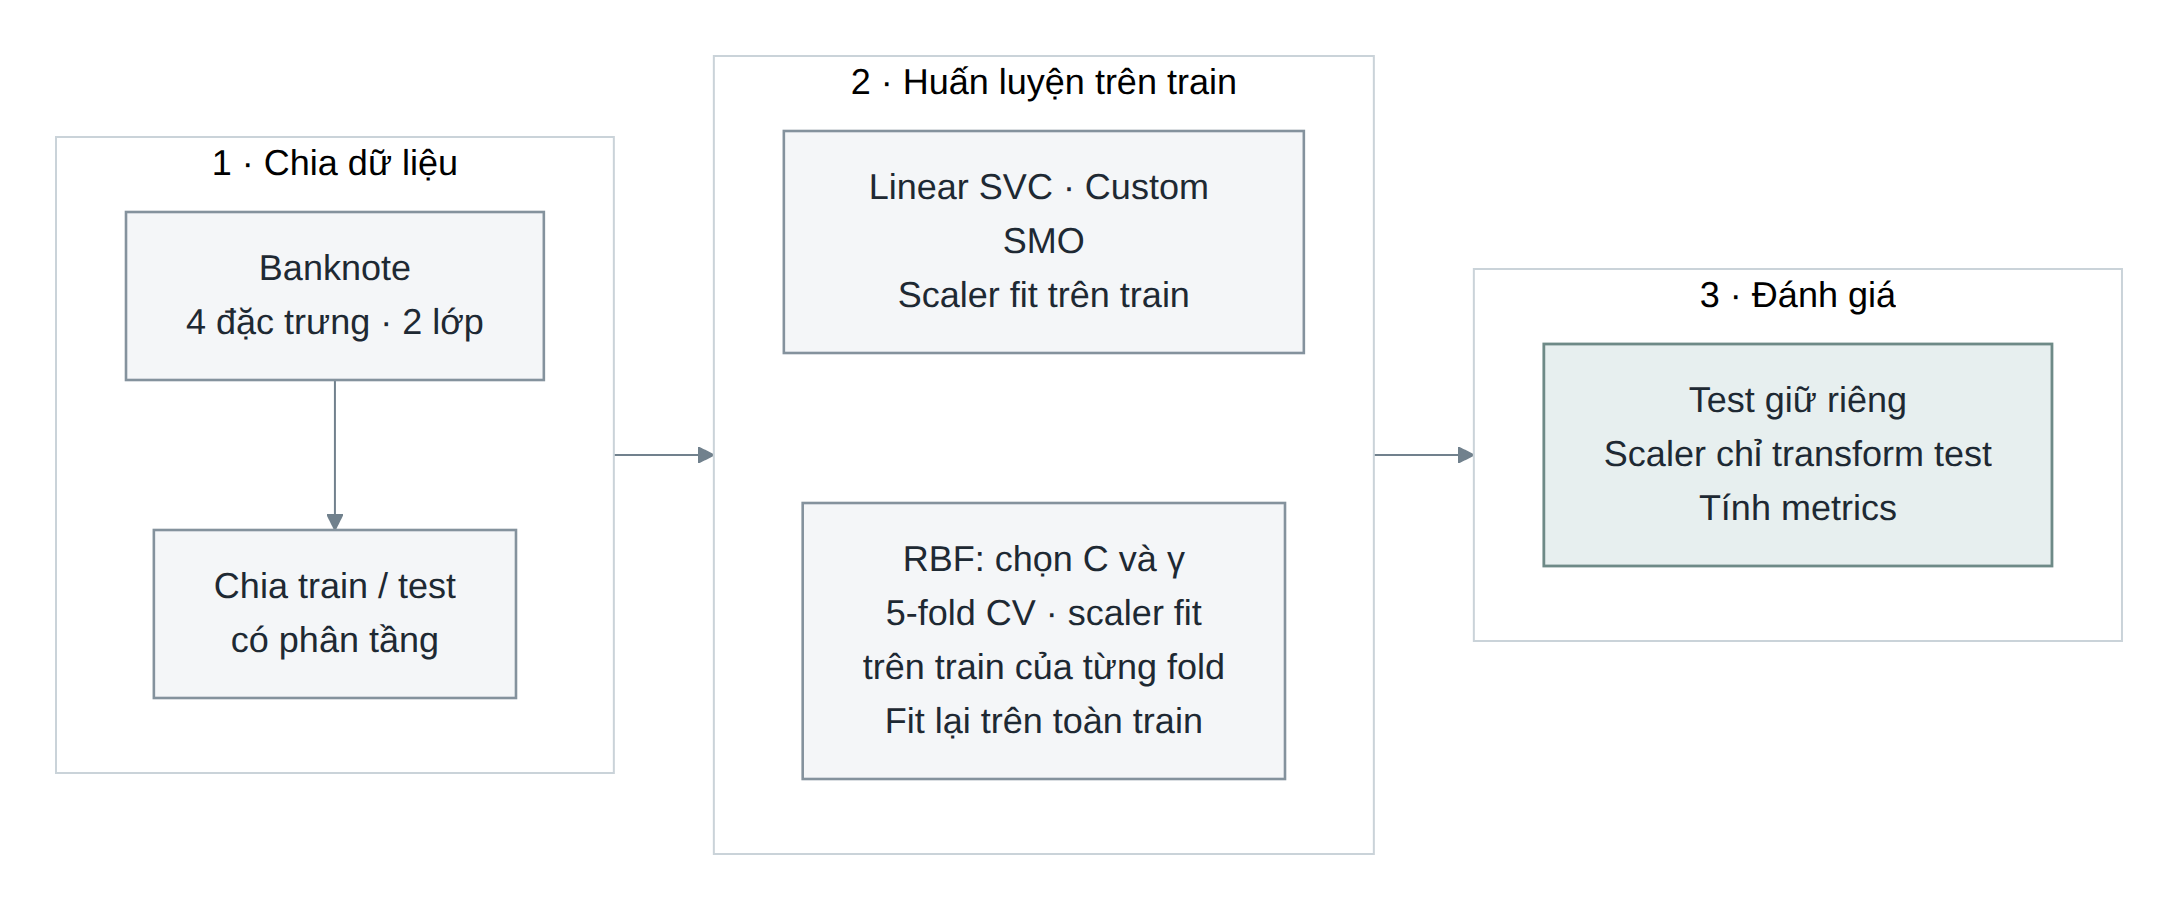 1 · Chia dữ liệu
Banknote
4 đặc trưng · 2 lớp
Chia train / test
có phân tầng
2 · Huấn luyện trên train
Linear SVC · Custom
SMO
Scaler fit trên train
RBF: chọn C và γ
5-fold CV · scaler fit
trên train của từng fold
Fit lại trên toàn train
3 · Đánh giá
Test giữ riêng
Scaler chỉ transform test
Tính metrics